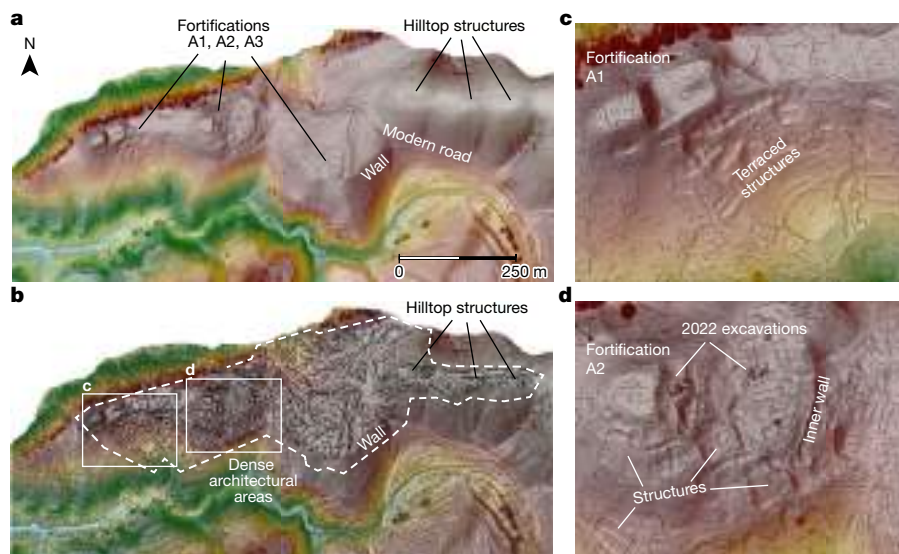 a
N
Fortifications
A1, A2, A3
Hilltop structures
Modern road
Wall
0
250 m
b
Hilltop structures
c
d
Wall
Dense
architectural
areas
c
Fortification
A1
Terraced
structures
d
2022 excavations
Fortification
A2
Inner wall
Structures